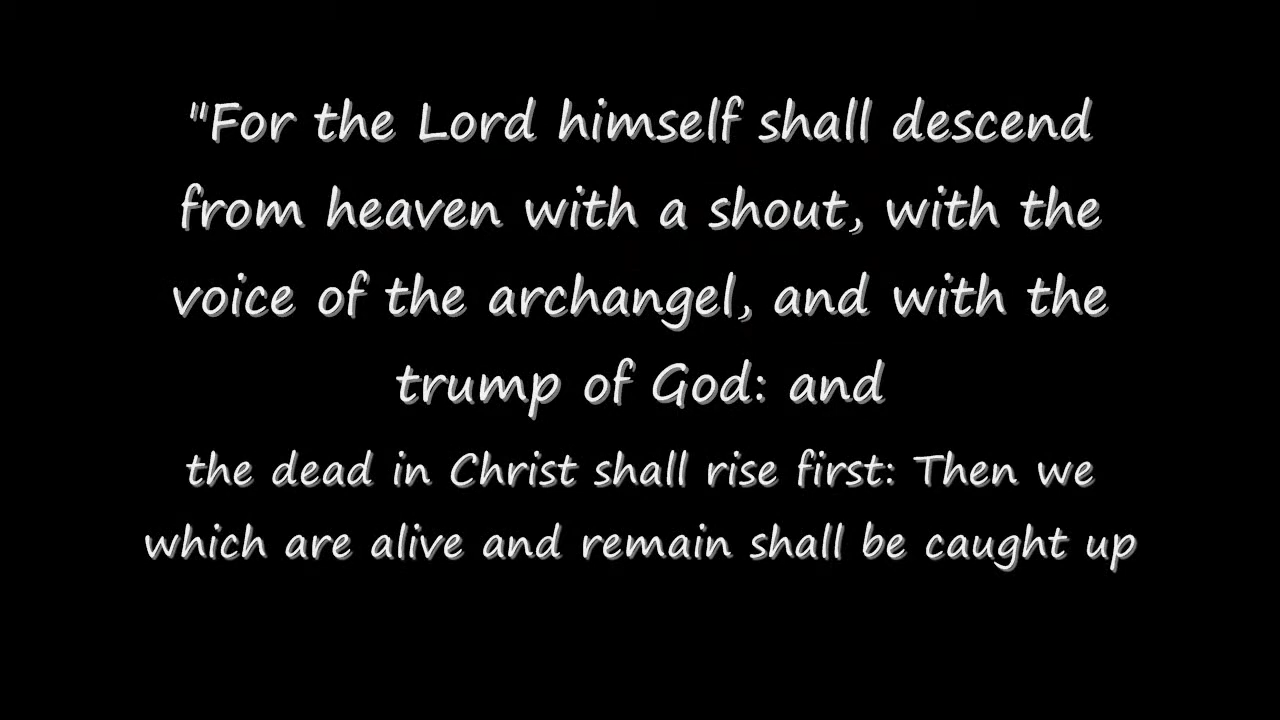 "For the Lord himself shall descend
from heaven with a shout, with the
voice of the archangel, and with the
trump of God: and
the dead in Christ shall rise first: Then we
which are alive and remain shall be caught up